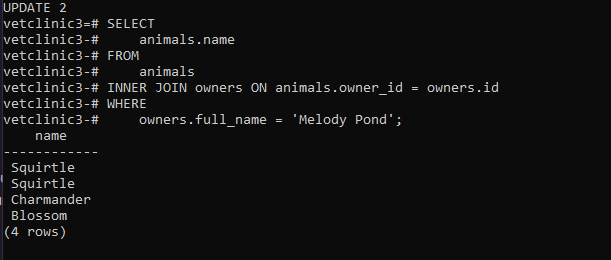 UPDATE 2
vetclinic3=# SELECT
vetclinic3-#     animals.name
vetclinic3-# FROM
vetclinic3-#     animals
vetclinic3-# INNER JOIN owners ON animals.owner_id = owners.id
vetclinic3-# WHERE
vetclinic3-#     owners.full_name = 'Melody Pond';
    name
------------
 Squirtle
 Squirtle
 Charmander
 Blossom
(4 rows)